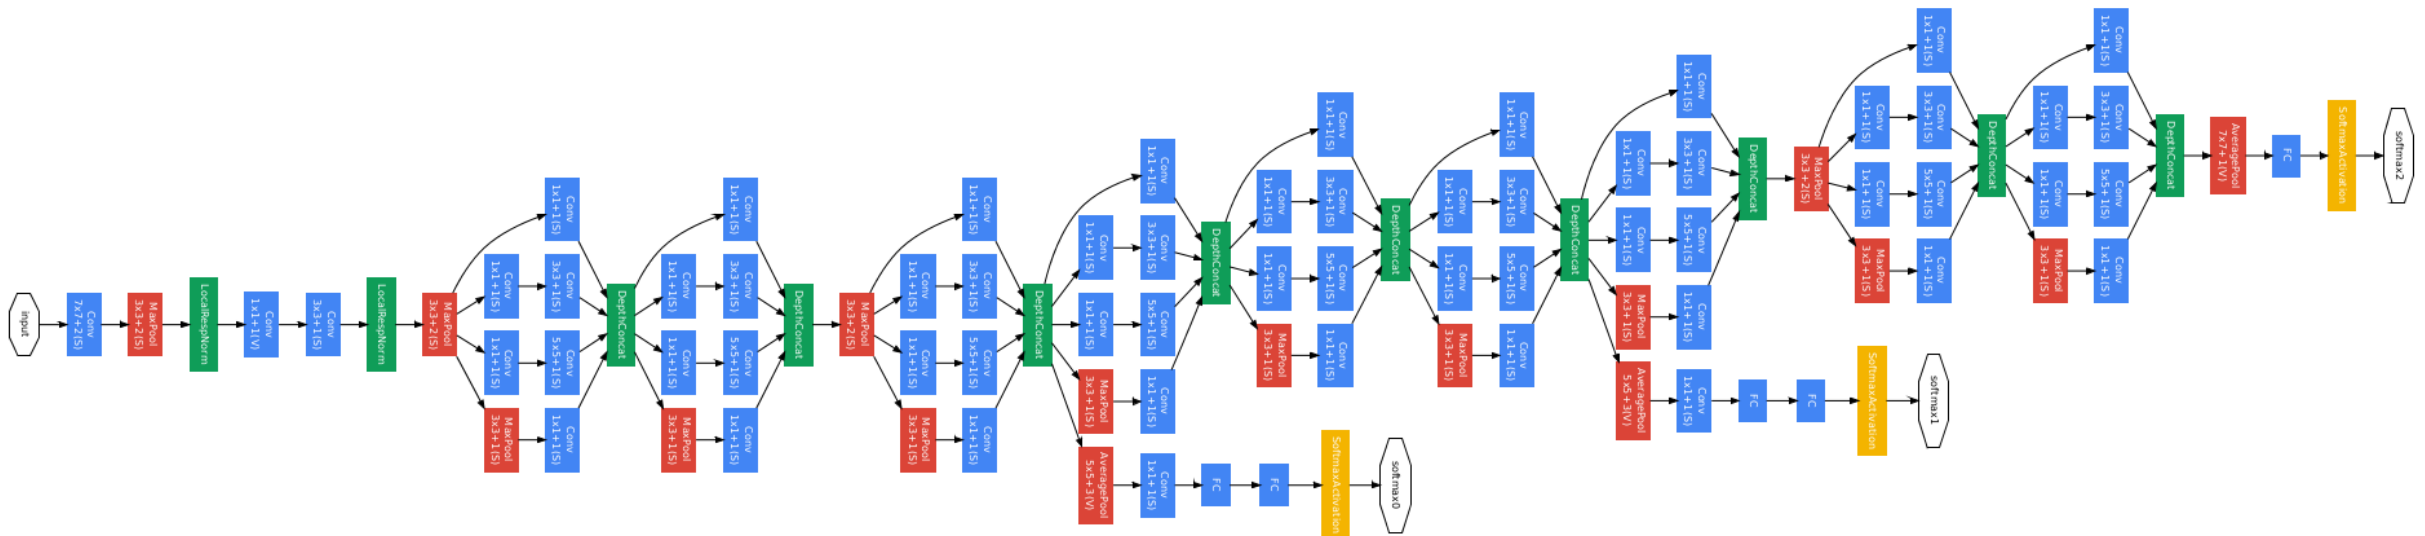 input
Conv
7x7+2(S)
MaxPool
3x3+2(S)
LocalRespNorm
Conv
1x1+1(V)
Conv
3x3+1(S)
LocalRespNorm
MaxPool
3x3+2(S)
Conv
1x1+1(S)
Conv
1x1+1(S)
MaxPool
3x3+1(S)
Conv
1x1+1(S)
Conv
3x3+1(S)
Conv
5x5+1(S)
Conv
1x1+1(S)
DepthConcat
Conv
1x1+1(S)
Conv
1x1+1(S)
MaxPool
3x3+1(S)
Conv
1x1+1(S)
Conv
3x3+1(S)
Conv
5x5+1(S)
Conv
1x1+1(S)
DepthConcat
MaxPool
3x3+2(S)
Conv
1x1+1(S)
Conv
1x1+1(S)
MaxPool
3x3+1(S)
Conv
1x1+1(S)
Conv
3x3+1(S)
Conv
5x5+1(S)
Conv
1x1+1(S)
DepthConcat
Conv
1x1+1(S)
Conv
1x1+1(S)
MaxPool
3x3+1(S)
AveragePool
5x5+3(V)
Conv
1x1+1(S)
Conv
3x3+1(S)
Conv
5x5+1(S)
Conv
1x1+1(S)
Conv
1x1+1(S)
DepthConcat
FC
Conv
1x1+1(S)
Conv
1x1+1(S)
MaxPool
3x3+1(S)
FC
Conv
1x1+1(S)
Conv
3x3+1(S)
Conv
5x5+1(S)
Conv
1x1+1(S)
SoftmaxActivation
DepthConcat
softmax0
Conv
1x1+1(S)
Conv
1x1+1(S)
MaxPool
3x3+1(S)
Conv
1x1+1(S)
Conv
3x3+1(S)
Conv
5x5+1(S)
Conv
1x1+1(S)
DepthConcat
Conv
1x1+1(S)
Conv
1x1+1(S)
MaxPool
3x3+1(S)
AveragePool
5x5+3(V)
Conv
1x1+1(S)
Conv
3x3+1(S)
Conv
5x5+1(S)
Conv
1x1+1(S)
Conv
1x1+1(S)
DepthConcat
FC
MaxPool
3x3+2(S)
FC
Conv
1x1+1(S)
Conv
1x1+1(S)
MaxPool
3x3+1(S)
SoftmaxActivation
Conv
1x1+1(S)
Conv
3x3+1(S)
Conv
5x5+1(S)
Conv
1x1+1(S)
softmax1
DepthConcat
Conv
1x1+1(S)
Conv
1x1+1(S)
MaxPool
3x3+1(S)
Conv
1x1+1(S)
Conv
3x3+1(S)
Conv
5x5+1(S)
Conv
1x1+1(S)
DepthConcat
AveragePool
7x7+1(V)
FC
SoftmaxActivation
softmax2